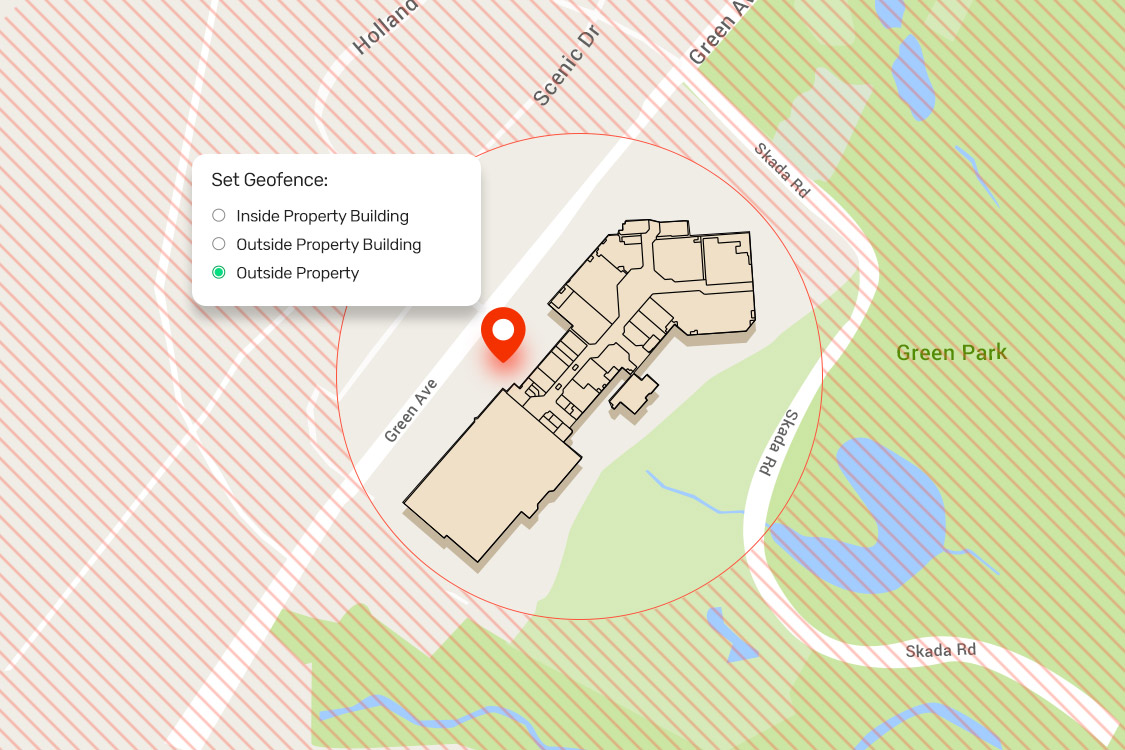 Holland
Scenic Dr
Green Av
Skada Rd
Set Geofence:
Inside Property Building
Outside Property Building
Outside Property
Green Park
Green Ave
Skada Rd
Skada Rd